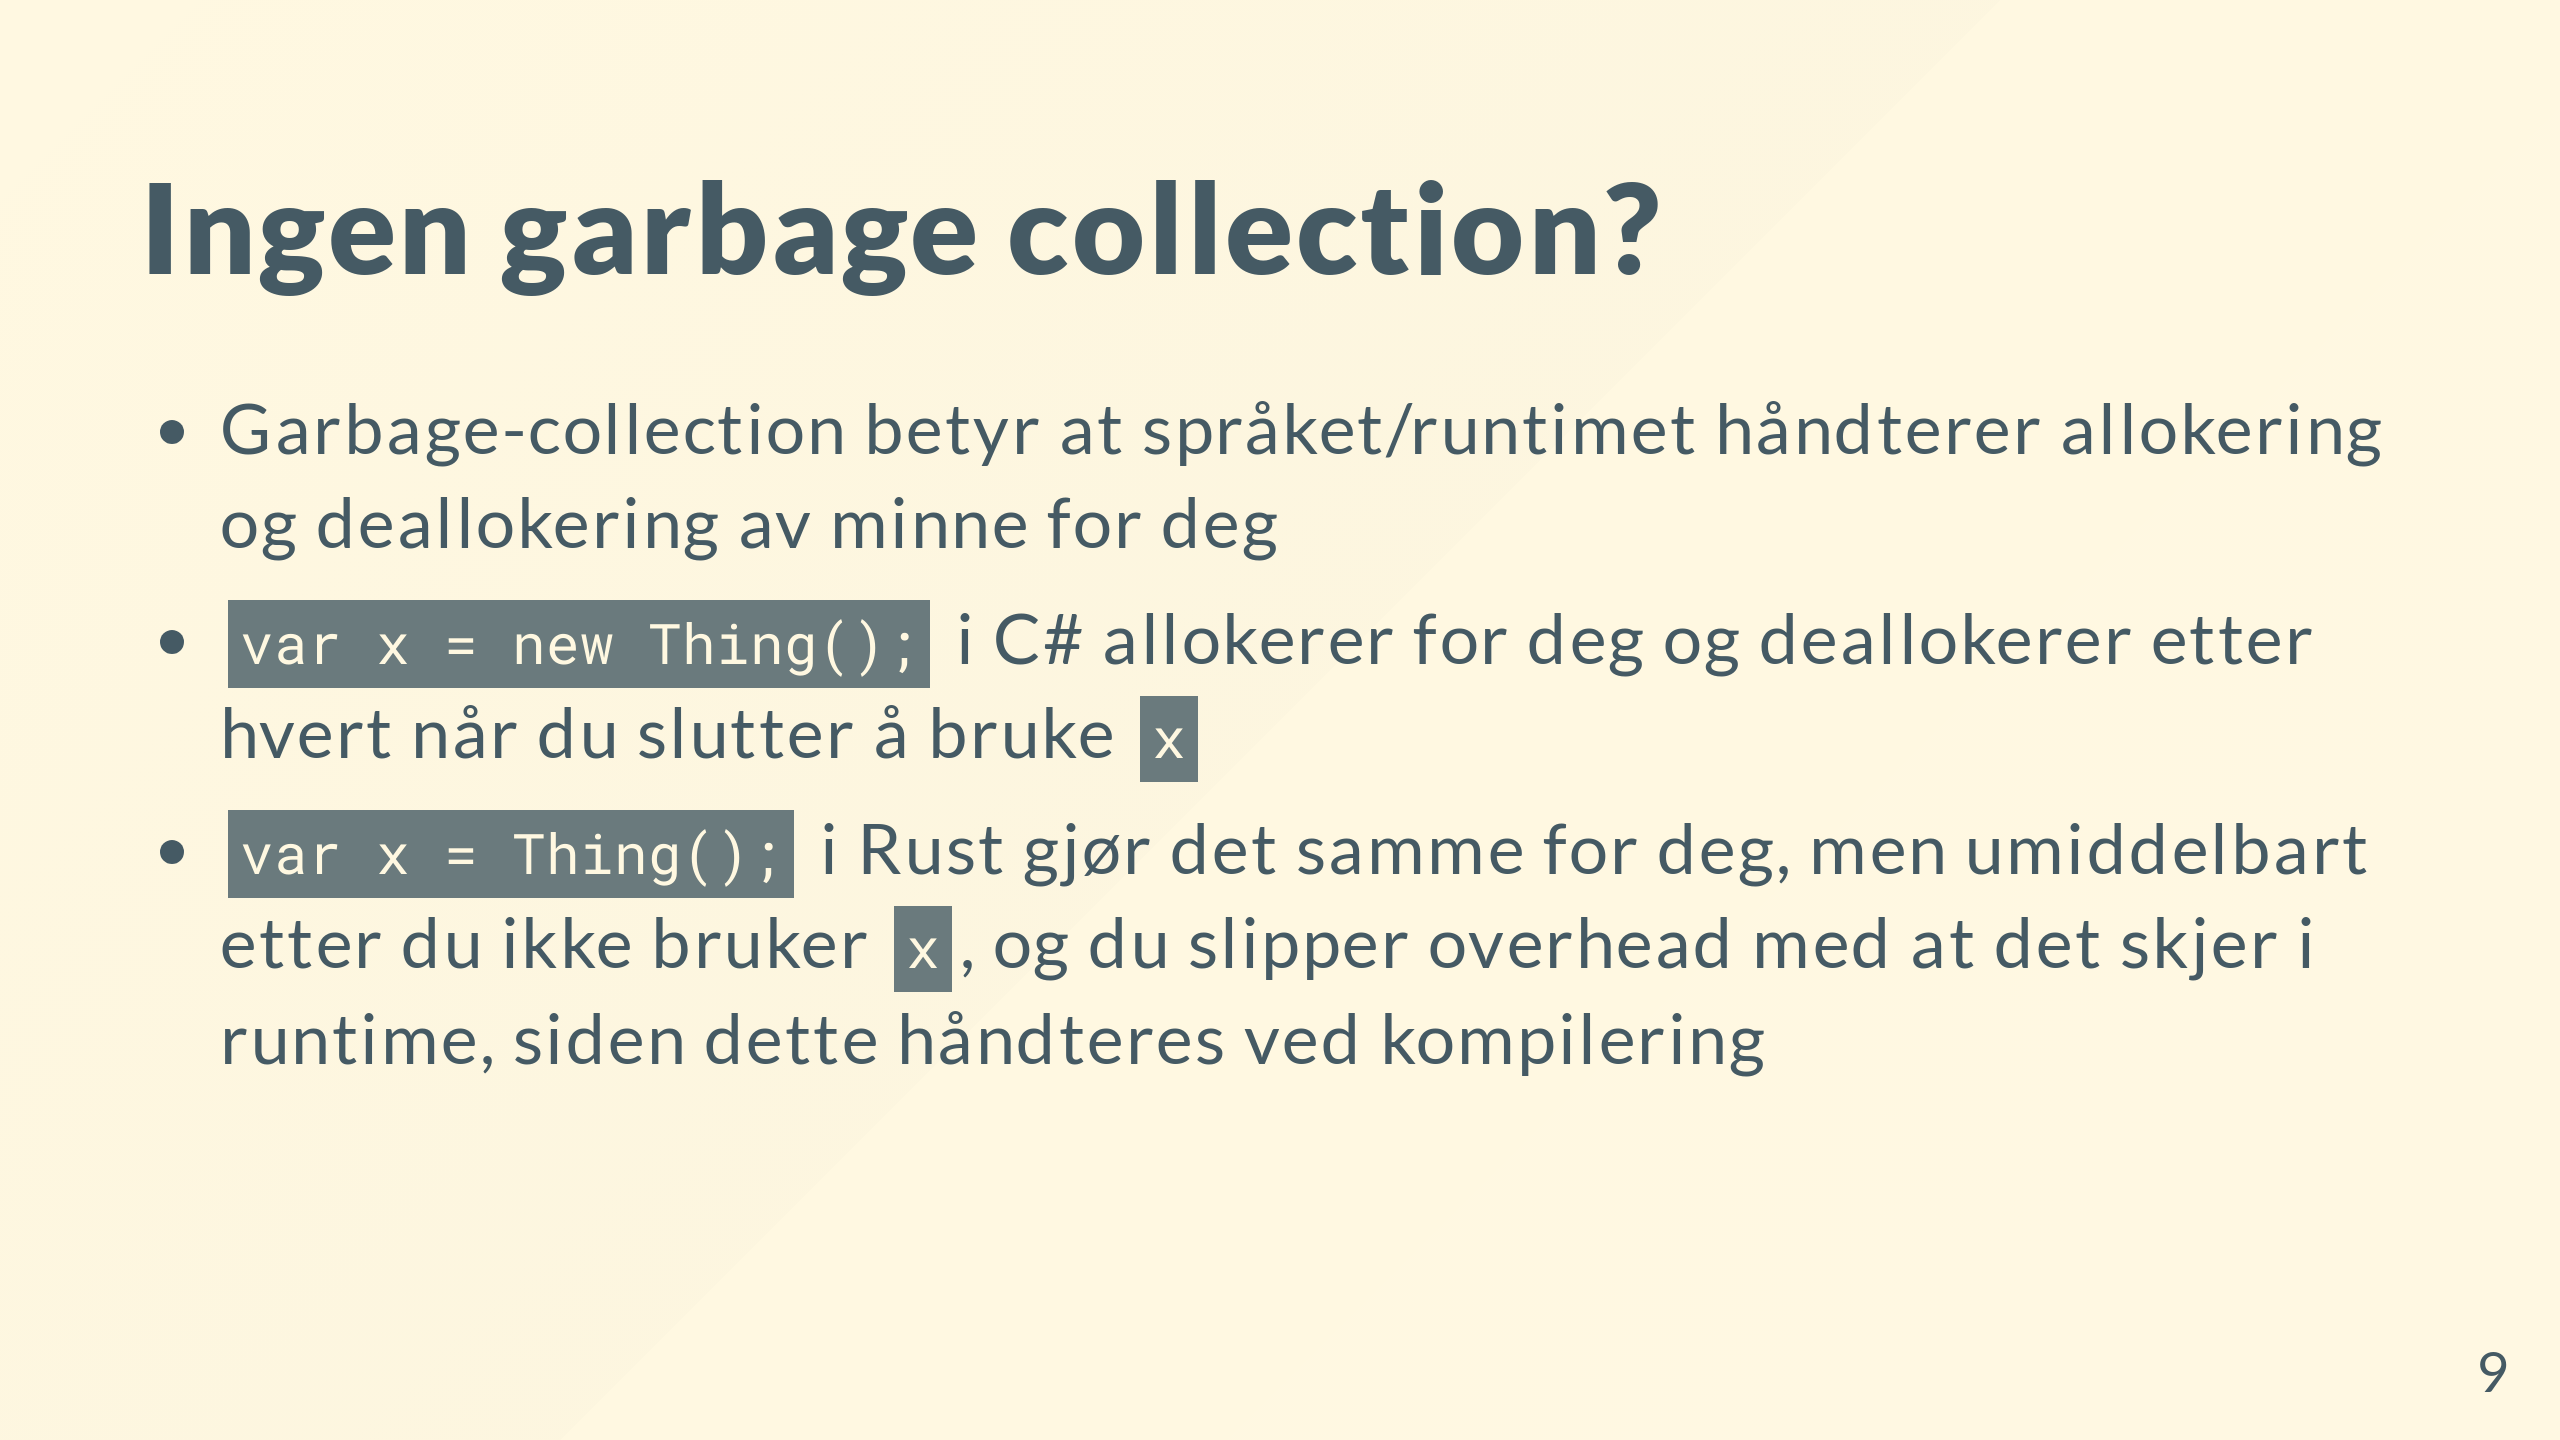 Ingen garbage collection?
• Garbage-collection betyr at språket/runtimet håndterer allokering
og deallokering av minne for deg
• var x = new Thing(); i C# allokerer for deg og deallokerer etter
hvert når du slutter å bruke x
• var x = Thing(); i Rust gjør det samme for deg, men umiddelbart
etter du ikke bruker x, og du slipper overhead med at det skjer i
runtime, siden dette håndteres ved kompilering
9